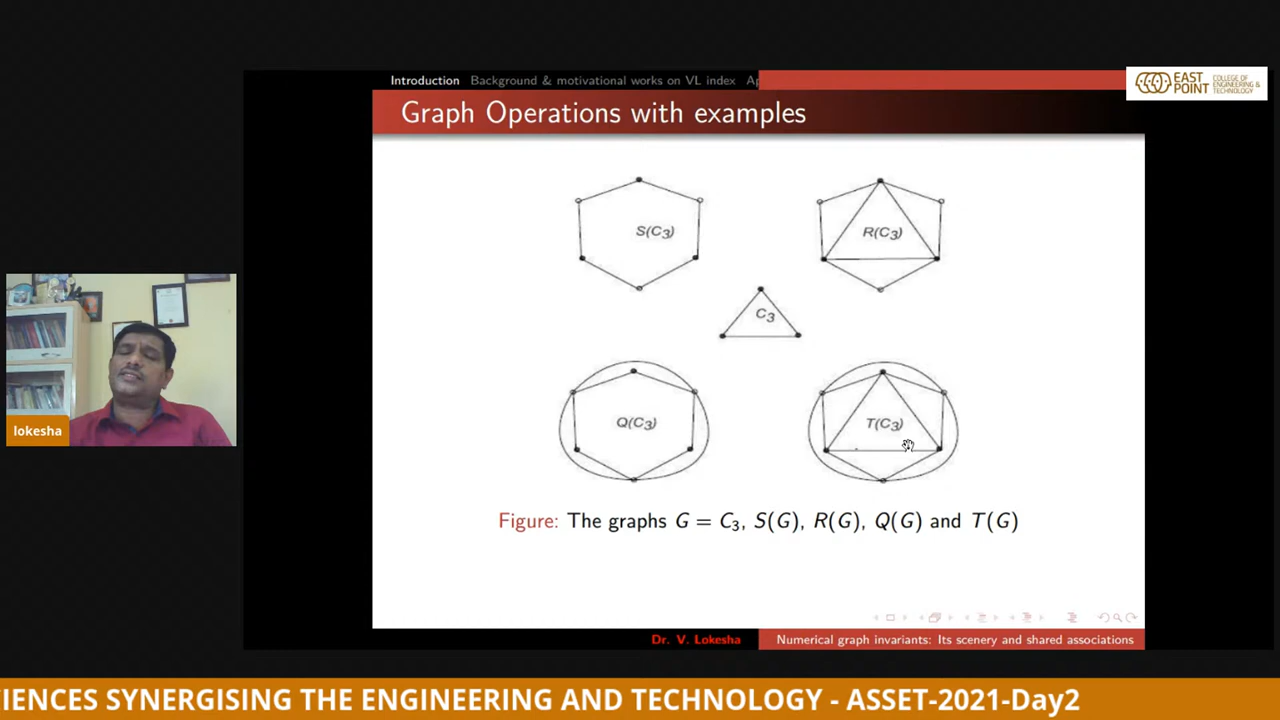 Introduction Background & motivational works on VL index Ap
EAST POINT
COLLEGE OF ENGINEERING & TECHNOLOGY
Graph Operations with examples
S(C3)
R(C3)
C3
Q(C3)
T(C3)
lokesha
Figure: The graphs G = C3, S(G), R(G), Q(G) and T(G)
Dr. V. Lokesha Numerical graph invariants: Its scenery and shared associations
CIENCES SYNERGISING THE ENGINEERING AND TECHNOLOGY - ASSET-2021-Day2